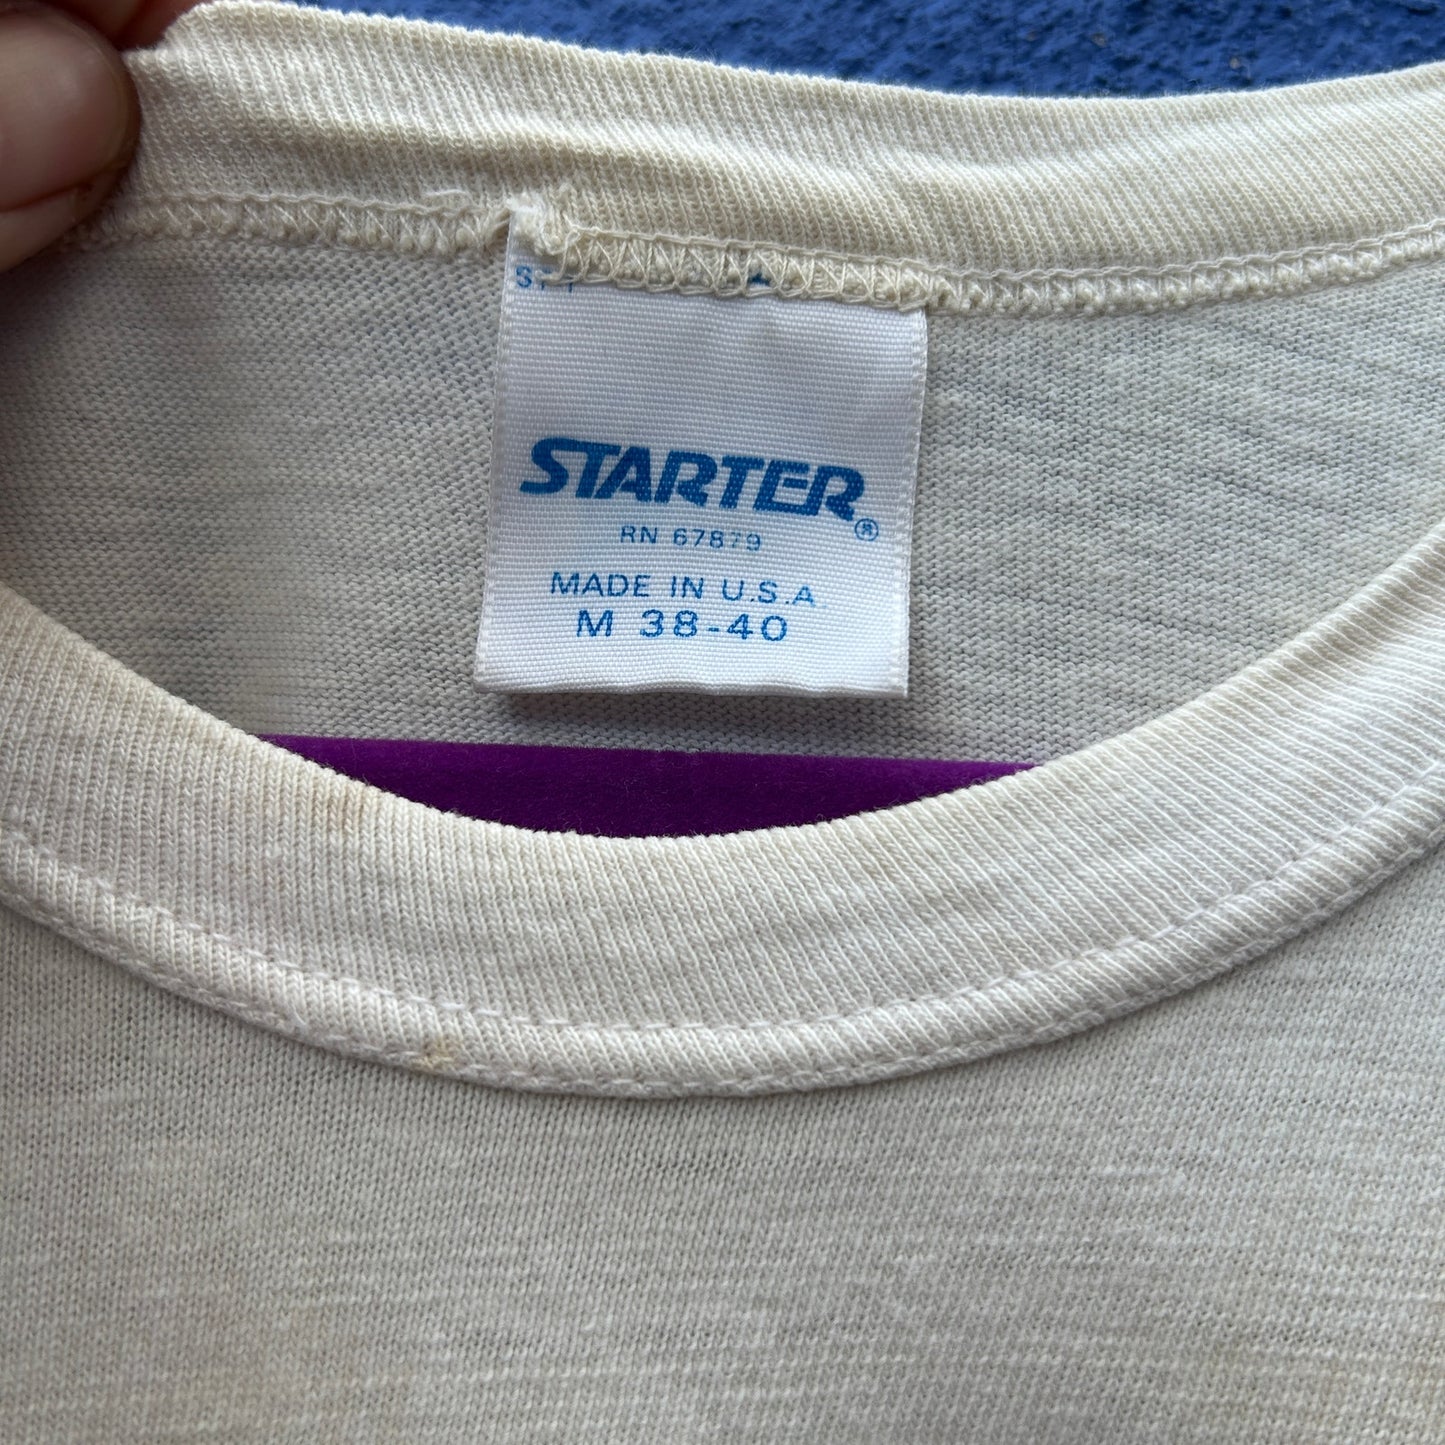 STARTER®
RN 67879
MADE IN U.S.A
M 38-40